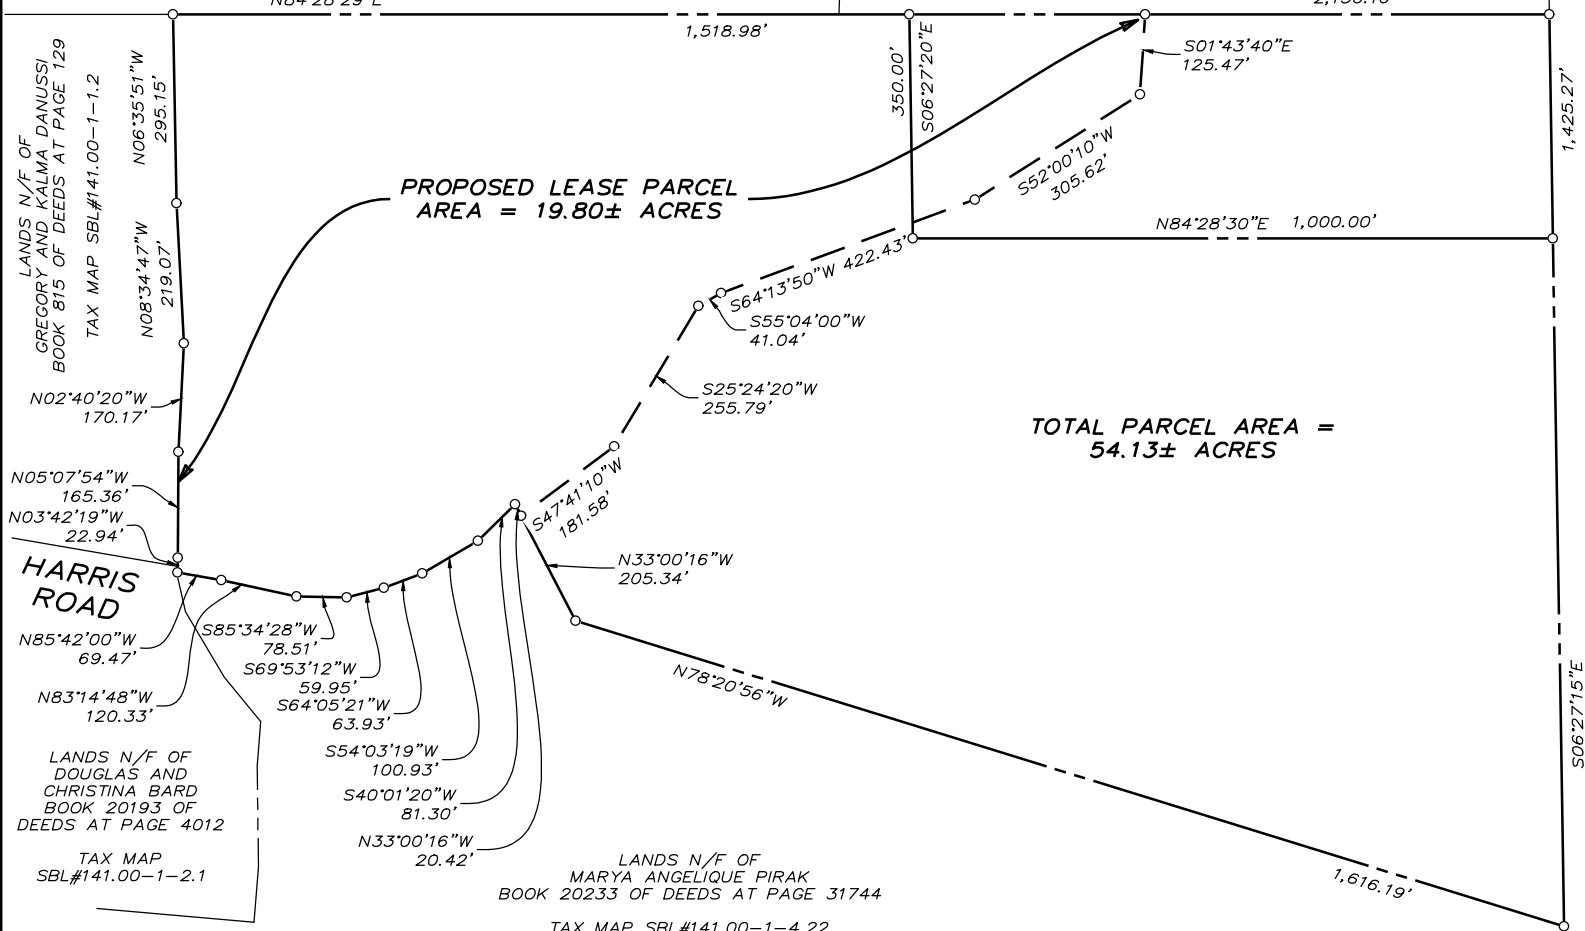 N84°28'29"E
1,518.98'
350.00'
S06°27'20"E
S01°43'40"E
125.47'
1,425.27'
LANDS N/F OF
GREGORY AND KALMA DANUSSI
BOOK 815 OF DEEDS AT PAGE 129
TAX MAP SBL#141.00-1-1.2
N06°35'51"W
295.15'
N08°34'47"W
219.07'
PROPOSED LEASE PARCEL
AREA = 19.80± ACRES
S52°00'10"W
305.62'
N84°28'30"E 1,000.00'
S64°13'50"W 422.43'
S55°04'00"W
41.04'
S25°24'20"W
255.79'
N02°40'20"W
170.17'
TOTAL PARCEL AREA =
54.13± ACRES
N05°07'54"W
165.36'
N03°42'19"W
22.94'
S47°41'10"W
181.58'
HARRIS
ROAD
N33°00'16"W
205.34'
N85°42'00"W
69.47'
S85°34'28"W
78.51'
S69°53'12"W
59.95'
N83°14'48"W
120.33'
S64°05'21"W
63.93'
N78°20'56"W
S06°27'15"E
S54°03'19"W
100.93'
S40°01'20"W
81.30'
N33°00'16"W
20.42'
LANDS N/F OF
DOUGLAS AND
CHRISTINA BARD
BOOK 20193 OF
DEEDS AT PAGE 4012
TAX MAP
SBL#141.00-1-2.1
LANDS N/F OF
MARYA ANGELIQUE PIRAK
BOOK 20233 OF DEEDS AT PAGE 31744
TAX MAP SBL#141.00-1-4.22
1,616.19'